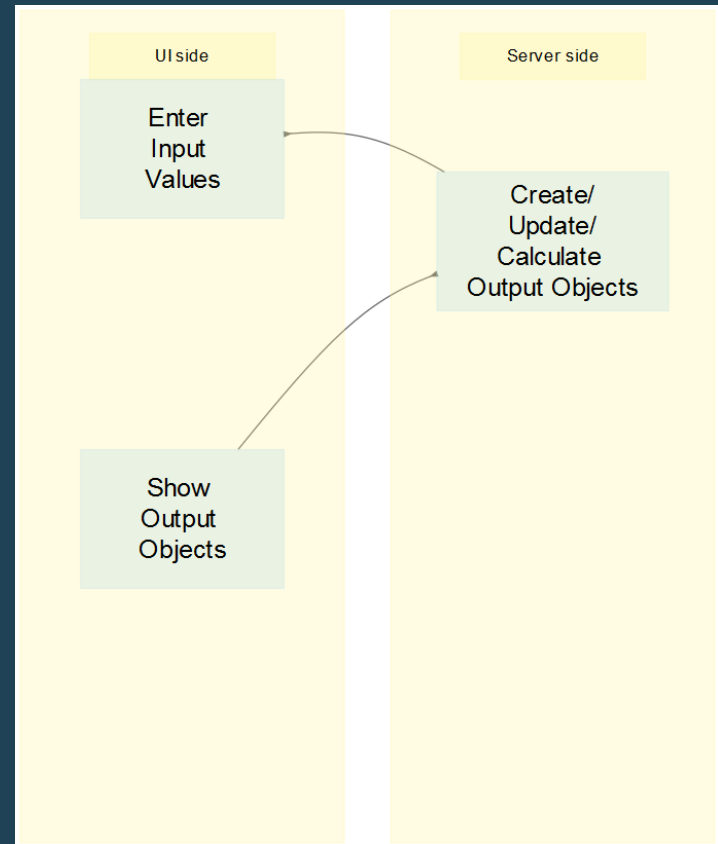 UI side
Enter
Input
Values
Show
Output
Objects
Server side
Create/
Update/
Calculate
Output Objects